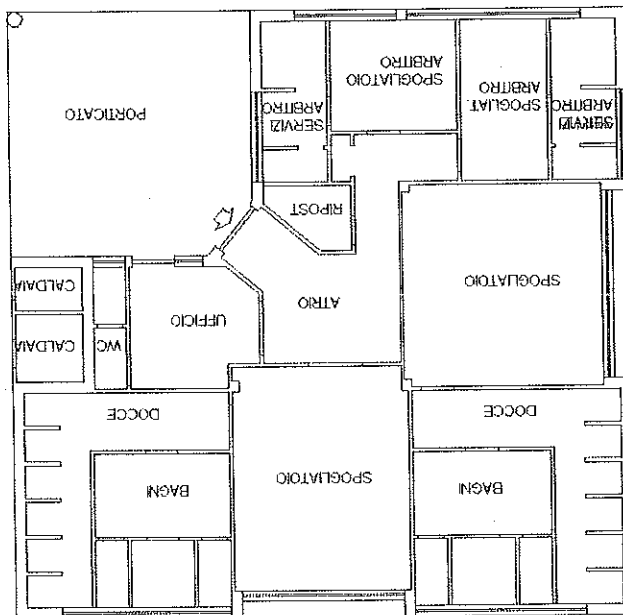 BAGNI
SPOGLIATOIO
BAGNI
DOCCE
DOCCE
WC
CALDAIA
UFFICIO
ATRIO
SPOGLIATOIO
CALDAIA
RIPOST
SERVIZI
ARBITRO
SPOGLIAT.
ARBITRO
SPOGLIATOIO
ARBITRO
SERVIZI
ARBITRO
PORTICATO